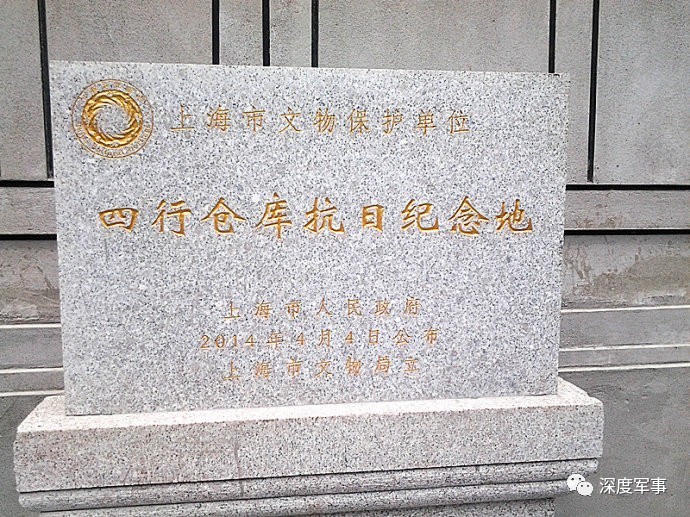 上海市文物保护单位
四行仓库抗日纪念地
上海市人民政府
2014年4月4日公布
上海市文物局立
深度军事